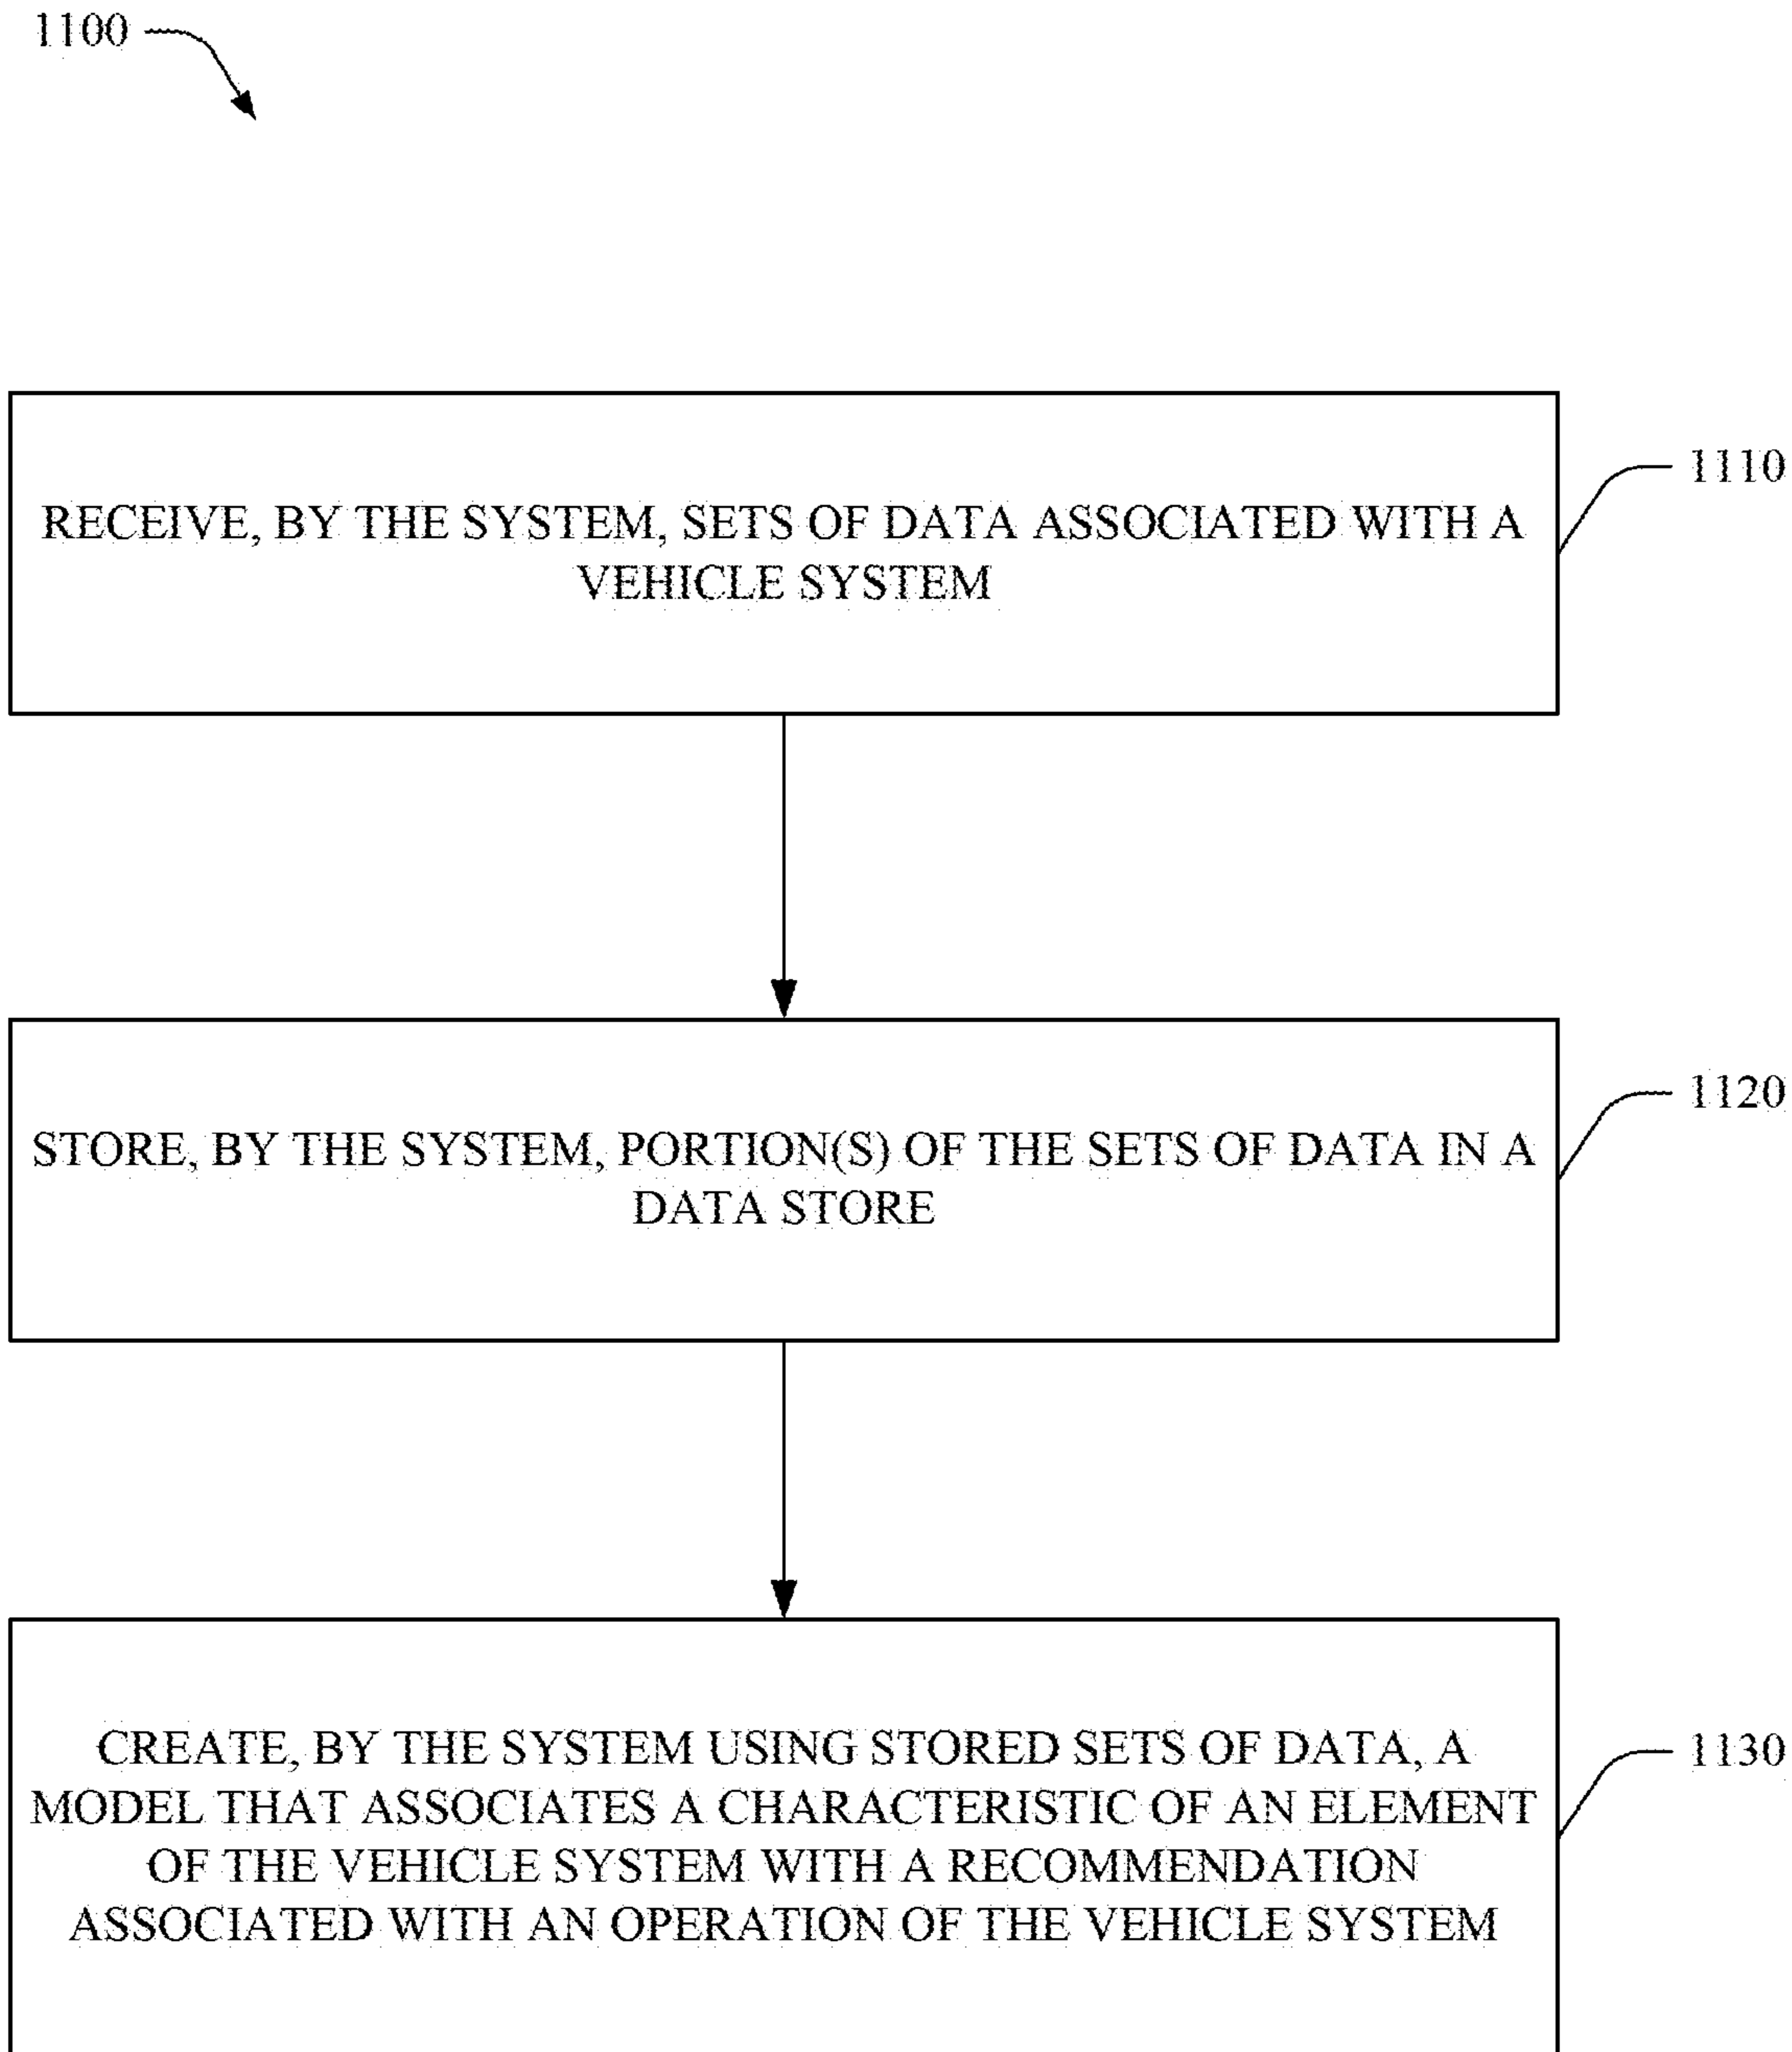 1100
RECEIVE, BY THE SYSTEM, SETS OF DATA ASSOCIATED WITH A
VEHICLE SYSTEM
1110
STORE, BY THE SYSTEM, PORTION(S) OF THE SETS OF DATA IN A
DATA STORE
1120
CREATE, BY THE SYSTEM USING STORED SETS OF DATA, A
MODEL THAT ASSOCIATES A CHARACTERISTIC OF AN ELEMENT
OF THE VEHICLE SYSTEM WITH A RECOMMENDATION
ASSOCIATED WITH AN OPERATION OF THE VEHICLE SYSTEM
1130